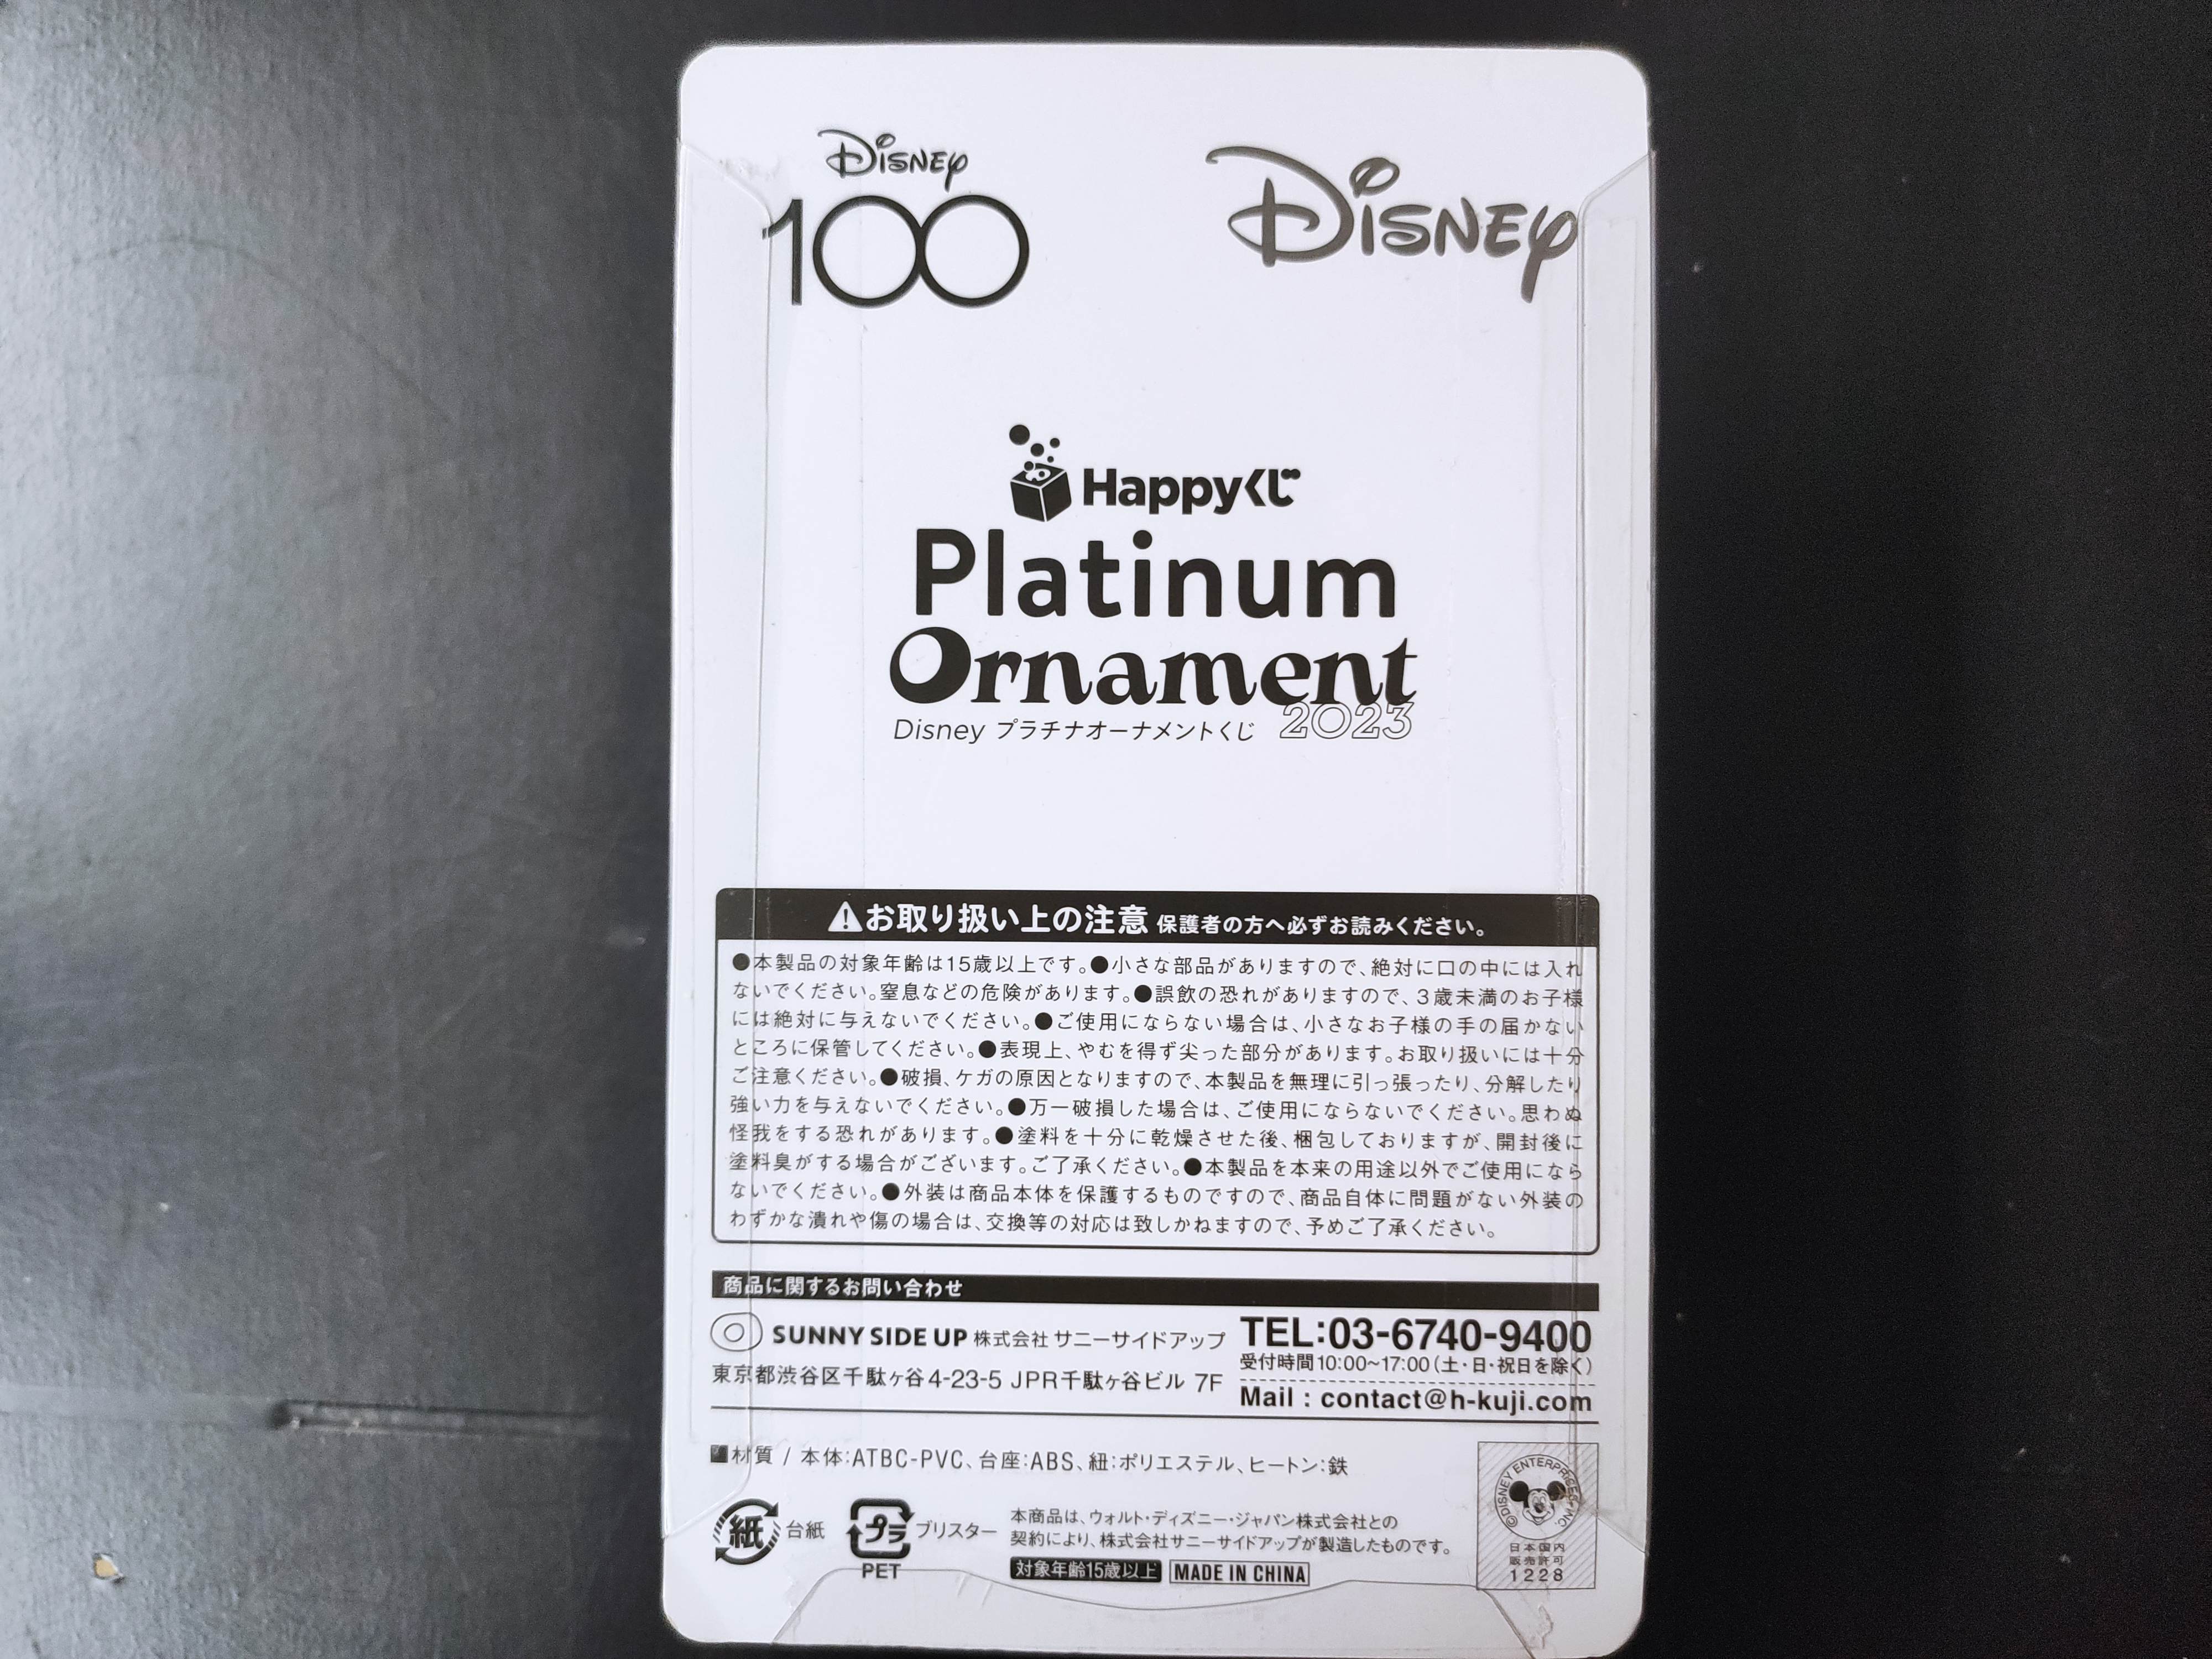 Disney
100
Disney
Happyくじ
Platinum
Ornament
Disney プラチナオーナメントくじ 2023
お取り扱い上の注意 保護者の方へ必ずお読みください。
●本製品の対象年齢は15歳以上です。●小さな部品がありますので、絶対に口の中には入れ
ないでください。窒息などの危険があります。●誤飲の恐れがありますので、3歳未満のお子様
には絶対に与えないでください。●ご使用にならない場合は、小さなお子様の手の届かない
ところに保管してください。●表現上、やむを得ず尖った部分があります。お取り扱いには十分
ご注意ください。●破損、ケガの原因となりますので、本製品を無理に引っ張ったり、分解したり
強い力を与えないでください。●万一破損した場合は、ご使用にならないでください。思わぬ
怪我をする恐れがあります。●塗料を十分に乾燥させた後、梱包しておりますが、開封後に
塗料臭がする場合がございます。ご了承ください。●本製品を本来の用途以外でご使用になら
ないでください。●外装は商品本体を保護するものですので、商品自体に問題がない外装の
わずかな潰れや傷の場合は、交換等の対応は致しかねますので、予めご了承ください。
商品に関するお問い合わせ
SUNNY SIDE UP 株式会社 サニーサイドアップ
東京都渋谷区千駄ヶ谷4-23-5 JPR千駄ヶ谷ビル 7F
TEL:03-6740-9400
受付時間10:00~17:00(土・日・祝日を除く)
Mail : contact@h-kuji.com
■材質 / 本体:ATBC-PVC、台座:ABS、紐:ポリエステル、ヒートン:鉄
紙 台紙
プラ ブリスター
PET
本商品は、ウォルト・ディズニー・ジャパン株式会社との
契約により、株式会社サニーサイドアップが製造したものです。
対象年齢15歳以上 MADE IN CHINA
©DISNEY ENTERPRISES, INC.
日本国内
販売許可
1228